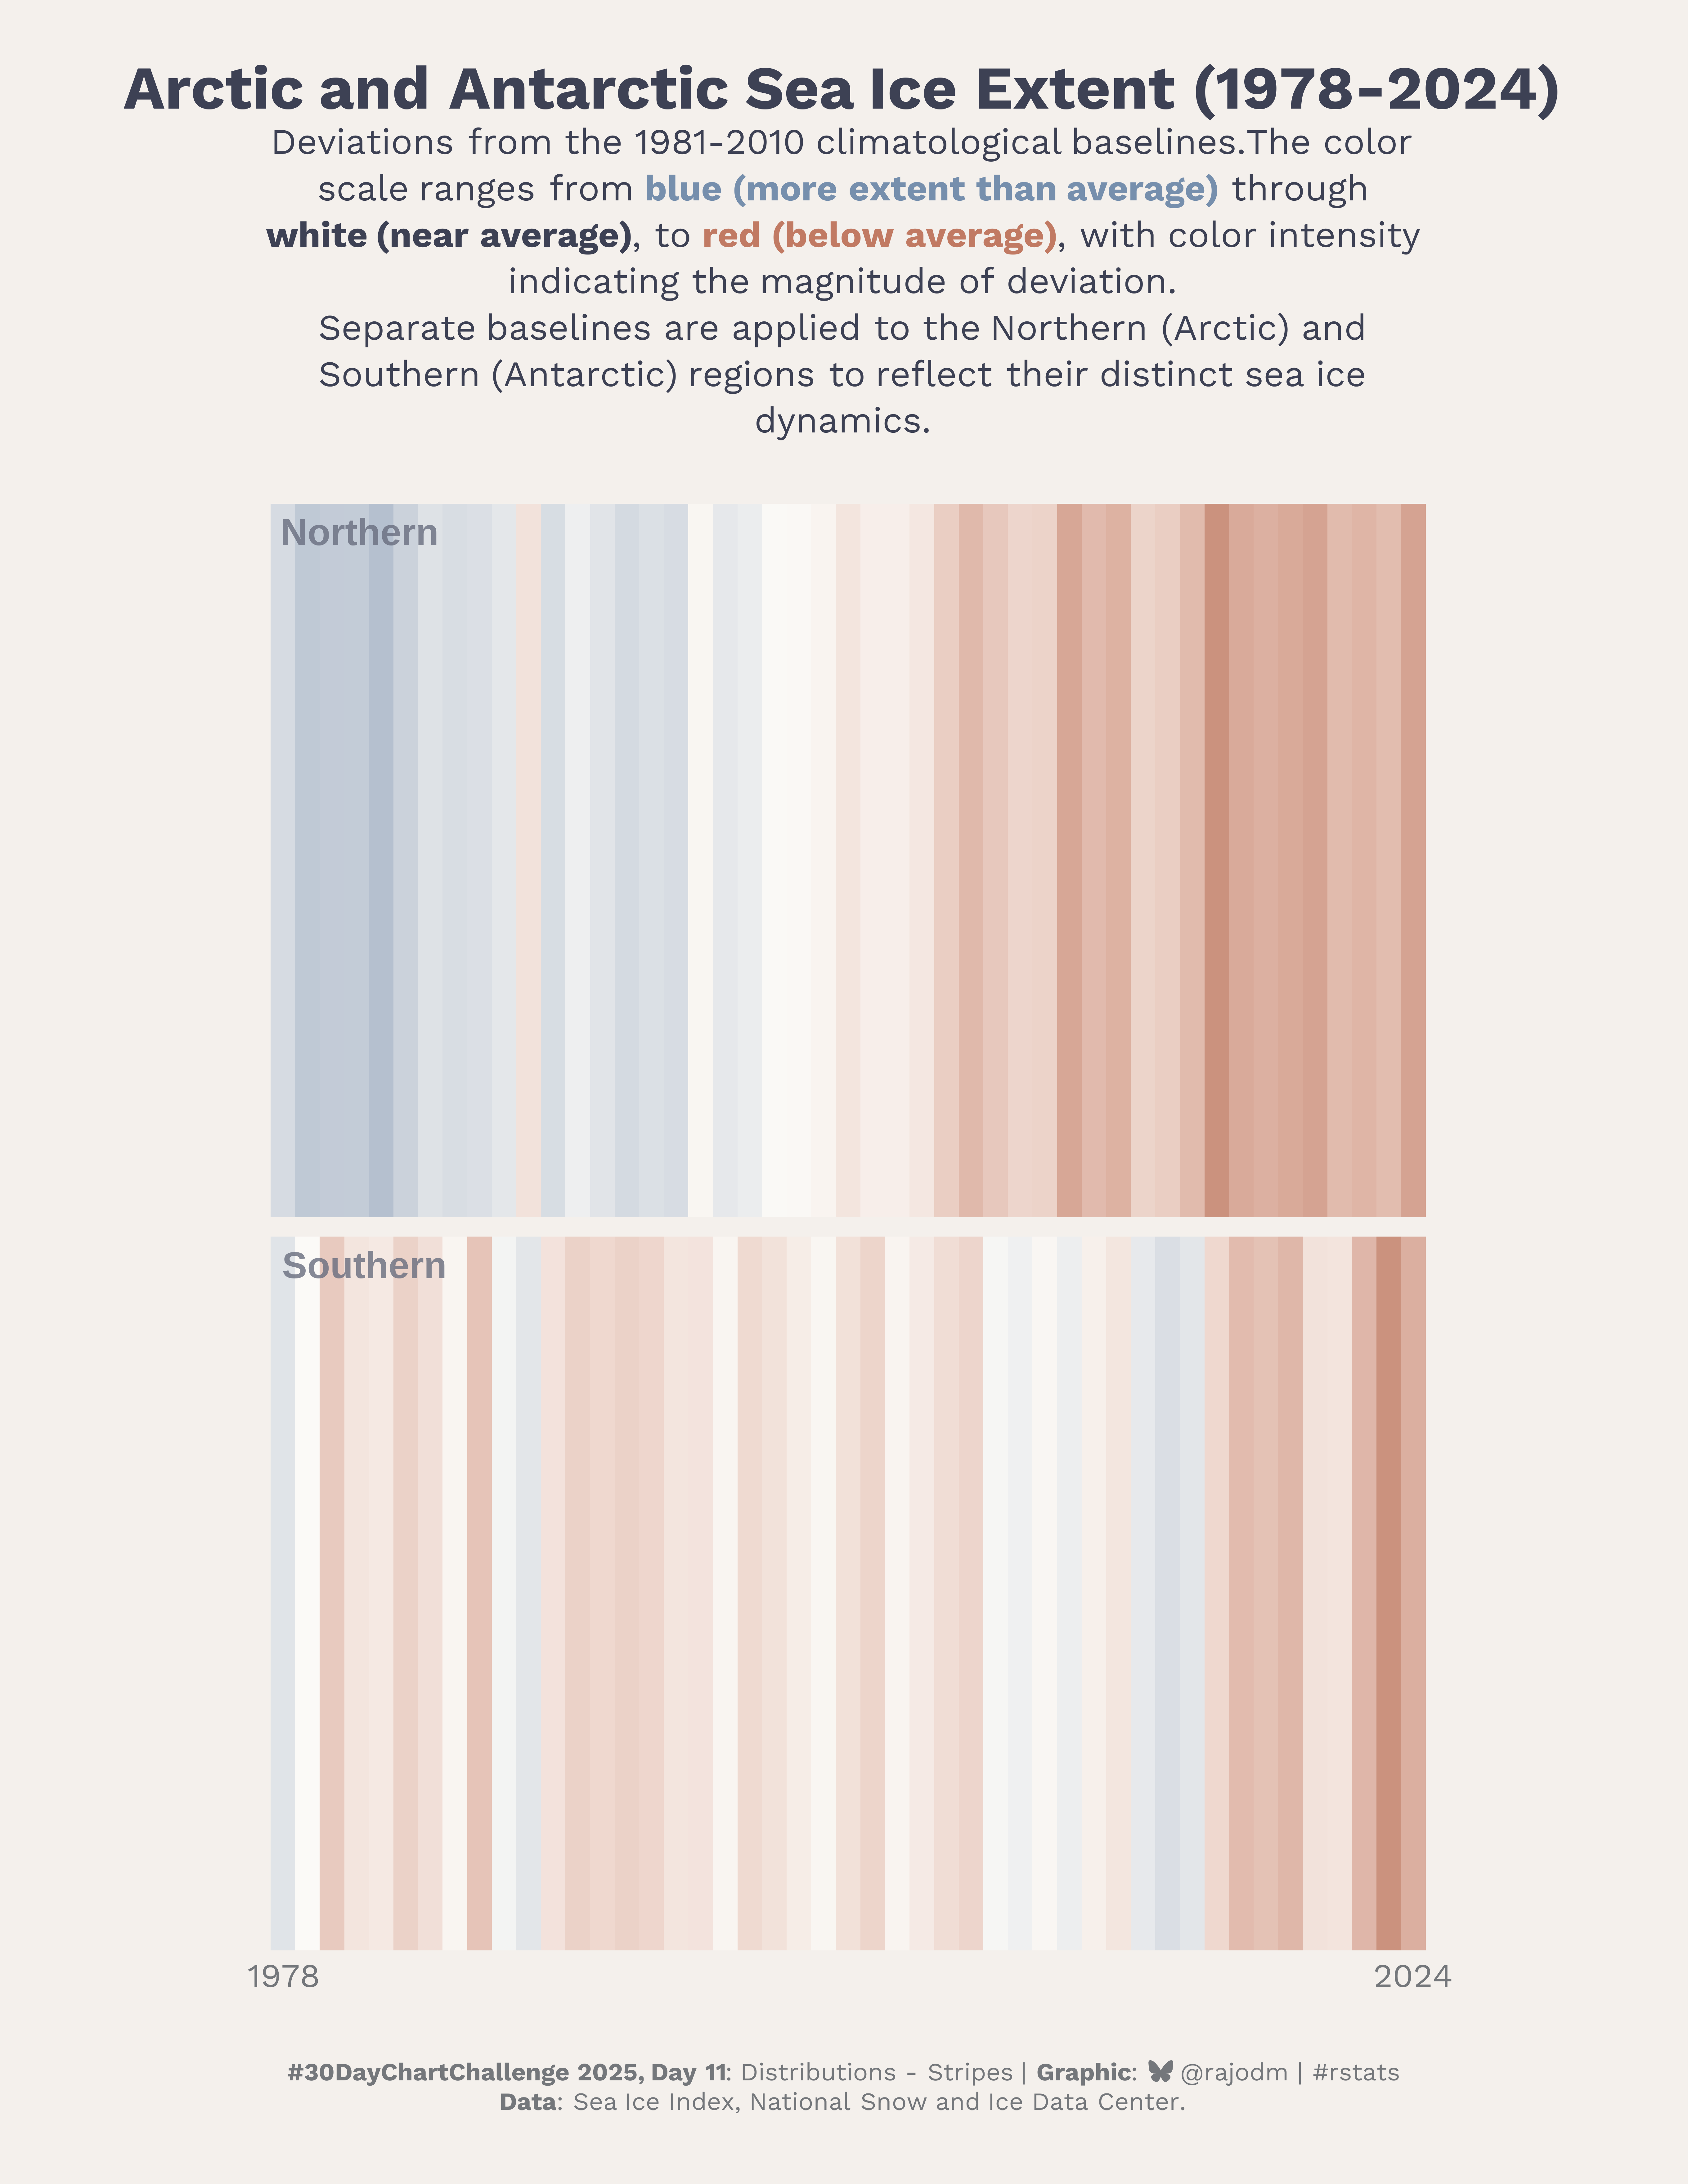 Arctic and Antarctic Sea Ice Extent (1978-2024)
Deviations from the 1981-2010 climatological baselines.The color
scale ranges from blue (more extent than average) through
white (near average), to red (below average), with color intensity
indicating the magnitude of deviation.
Separate baselines are applied to the Northern (Arctic) and
Southern (Antarctic) regions to reflect their distinct sea ice
dynamics.
Northern
Southern
1978 2024
#30DayChartChallenge 2025, Day 11: Distributions - Stripes | Graphic: @rajodm | #rstats
Data: Sea Ice Index, National Snow and Ice Data Center.